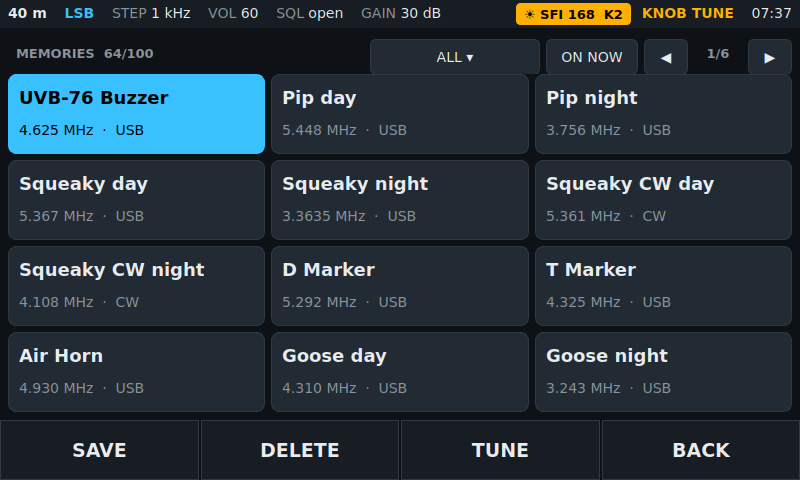 40 m LSB STEP 1 kHz VOL 60 SQL open GAIN 30 dB ☀ SFI 168 K2 KNOB TUNE 07:37
MEMORIES 64/100 ALL ▾ ON NOW ◀ 1/6 ▶
UVB-76 Buzzer
4.625 MHz · USB
Pip day
5.448 MHz · USB
Pip night
3.756 MHz · USB
Squeaky day
5.367 MHz · USB
Squeaky night
3.3635 MHz · USB
Squeaky CW day
5.361 MHz · CW
Squeaky CW night
4.108 MHz · CW
D Marker
5.292 MHz · USB
T Marker
4.325 MHz · USB
Air Horn
4.930 MHz · USB
Goose day
4.310 MHz · USB
Goose night
3.243 MHz · USB
SAVE DELETE TUNE BACK